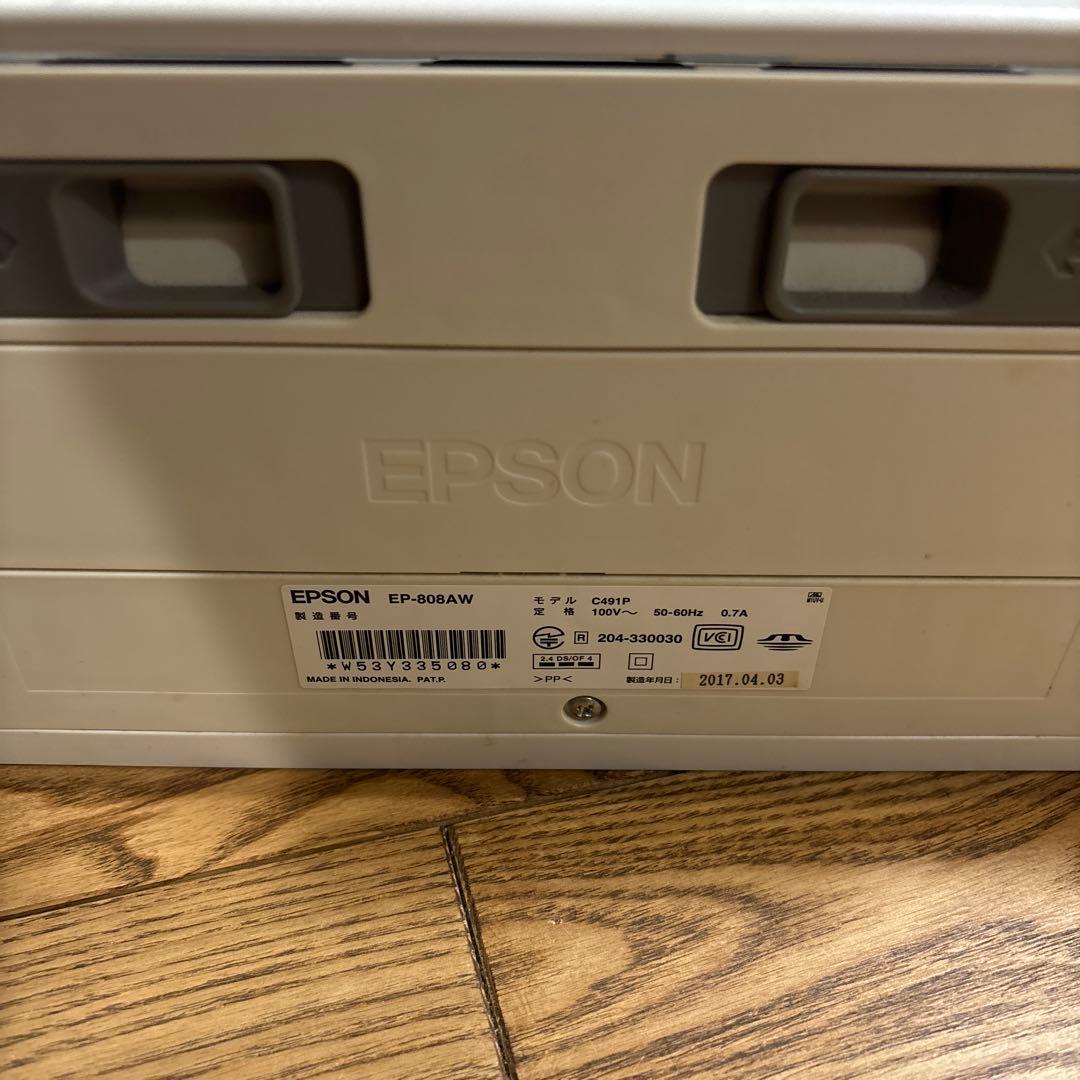 EPSON
EPSON EP-808AW
製造番号
*W53Y335080*
MADE IN INDONESIA. PAT.P.
モデル C491P
定格 100V～ 50-60Hz 0.7A
R 204-330030 VCI
2.4 DS/OF 4
>PP<
製造年月日: 2017.04.03